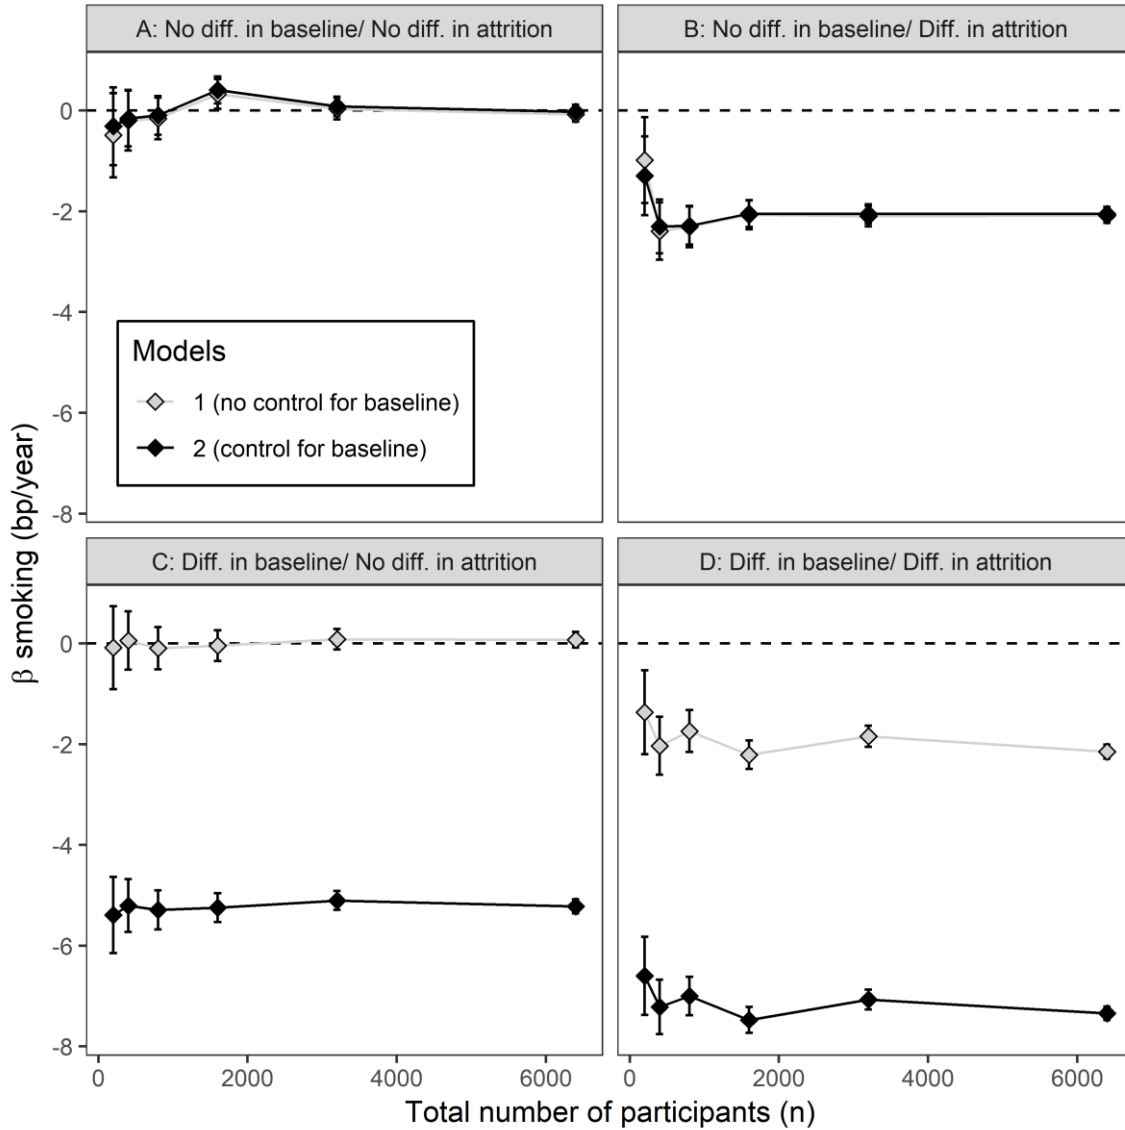 A: No diff. in baseline/ No diff. in attrition
B: No diff. in baseline/ Diff. in attrition
0
-2
-4
-6
-8
Models
1 (no control for baseline)
2 (control for baseline)
β smoking (bp/year)
C: Diff. in baseline/ No diff. in attrition
D: Diff. in baseline/ Diff. in attrition
0
-2
-4
-6
-8
0 2000 4000 6000
0 2000 4000 6000
Total number of participants (n)